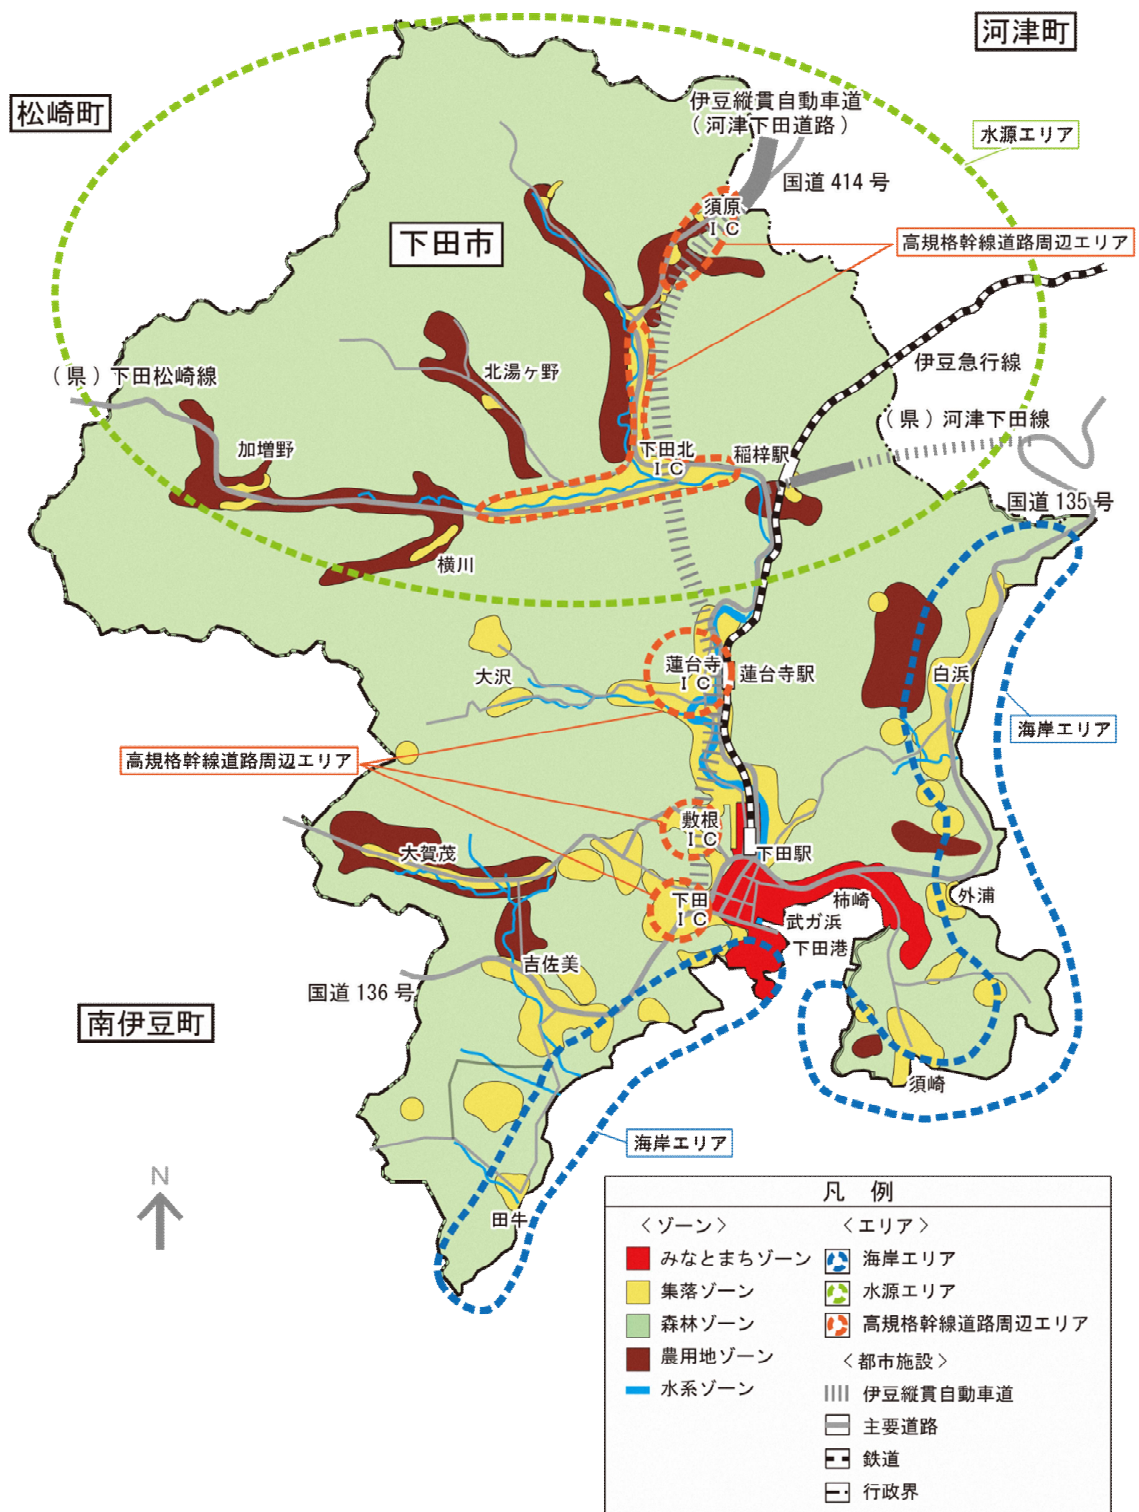 河津町
松崎町
伊豆縦貫自動車道
(河津下田道路)
水源エリア
国道414号
須原
IC
下田市
高規格幹線道路周辺エリア
伊豆急行線
(県)下田松崎線
北湯ヶ野
(県)河津下田線
加増野
下田北
IC
稲梓駅
国道135号
横川
蓮台寺
IC
蓮台寺駅
大沢
白浜
海岸エリア
高規格幹線道路周辺エリア
敷根
IC
下田駅
大賀茂
下田
IC
柿崎
外浦
武ガ浜
下田港
吉佐美
国道136号
南伊豆町
須崎
海岸エリア
N
田牛
凡 例
〈ゾーン〉
みなとまちゾーン
集落ゾーン
森林ゾーン
農用地ゾーン
水系ゾーン
〈エリア〉
海岸エリア
水源エリア
高規格幹線道路周辺エリア
〈都市施設〉
伊豆縦貫自動車道
主要道路
鉄道
行政界